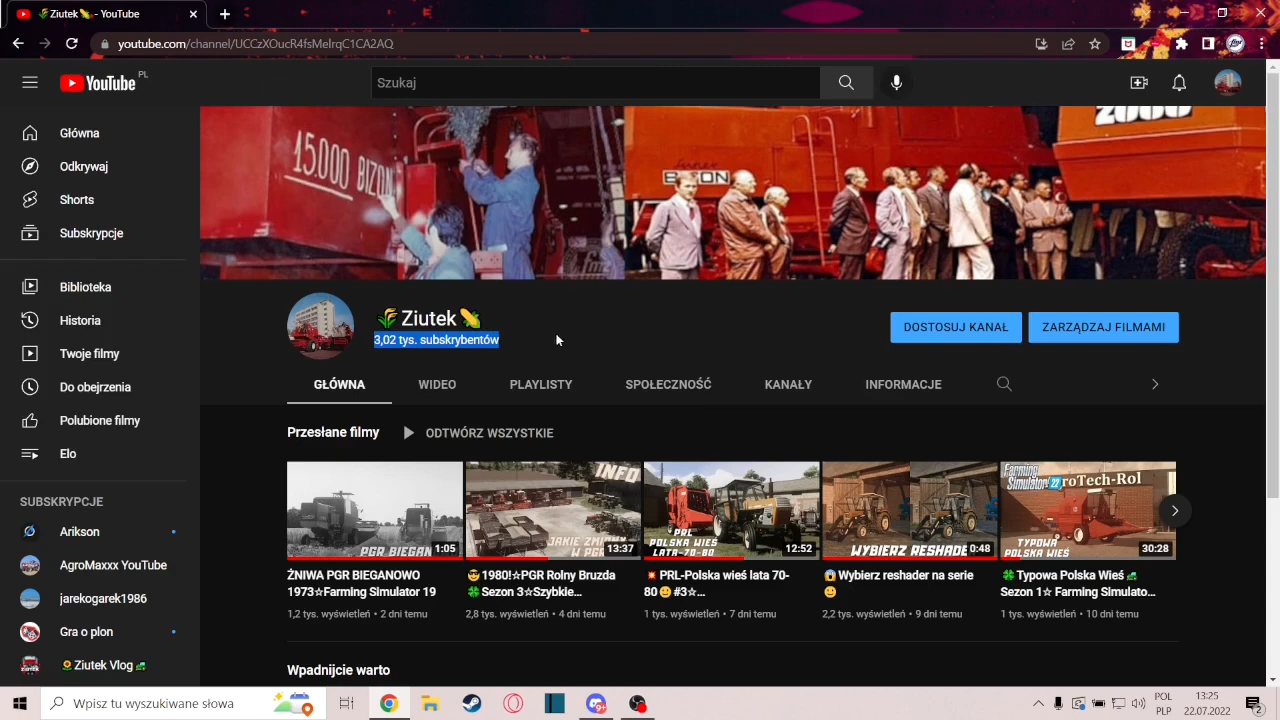 🌾Ziutek🌽 - YouTube
youtube.com/channel/UCCzXOucR4fsMeIrqC1CA2AQ
YouTube PL
Szukaj
Główna
Odkrywaj
Shorts
Subskrypcje
Biblioteka
Historia
Twoje filmy
Do obejrzenia
Polubione filmy
Elo
SUBSKRYPCJE
Arikson
AgroMaxxx YouTube
jarekogarek1986
Gra o plon
🌻Ziutek Vlog🚜
15.000 BIZON
Super
BIZON
2000
fmż
🌾Ziutek🌽
3,02 tys. subskrybentów
DOSTOSUJ KANAŁ
ZARZĄDZAJ FILMAMI
GŁÓWNA
WIDEO
PLAYLISTY
SPOŁECZNOŚĆ
KANAŁY
INFORMACJE
Przesłane filmy
ODTWÓRZ WSZYSTKIE
PGR BIEGAN
1:05
ŻNIWA PGR BIEGANOWO
1973☆Farming Simulator 19
1,2 tys. wyświetleń • 2 dni temu
INFO
JAKIE ZMIANY
W PGR
13:37
😎1980!☆PGR Rolny Bruzda
🍀Sezon 3☆Szybkie...
2,8 tys. wyświetleń • 4 dni temu
PRL
POLSKA WIEŚ
LATA-70-80
12:52
💥 PRL-Polska wieś lata 70-
80🙂#3☆...
1 tys. wyświetleń • 7 dni temu
WYBIERZ RESHADE
0:48
😱Wybierz reshader na serie
🙂
2,2 tys. wyświetleń • 9 dni temu
Farming
Simulator 22
roTech-Rol
TYPOWA
POLSKA WIEŚ
30:28
🍀Typowa Polska Wieś🚜
Sezon 1☆ Farming Simulato...
1 tys. wyświetleń • 10 dni temu
Wpadnijcie warto
Wpisz tu wyszukiwane słowa
9+
POL
PLP
13:25
22.07.2022
2